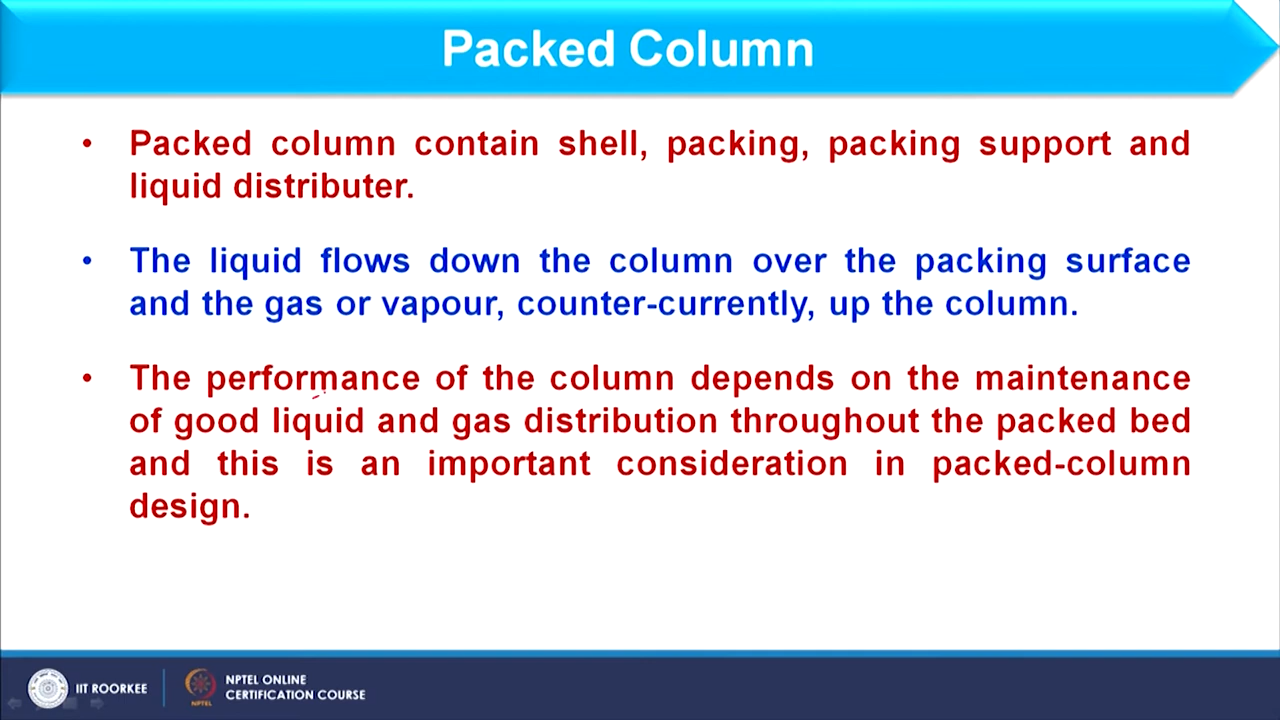 Packed Column
• Packed column contain shell, packing, packing support and
liquid distributer.
• The liquid flows down the column over the packing surface
and the gas or vapour, counter-currently, up the column.
• The performance of the column depends on the maintenance
of good liquid and gas distribution throughout the packed bed
and this is an important consideration in packed-column
design.
IIT ROORKEE
NPTEL
NPTEL ONLINE
CERTIFICATION COURSE